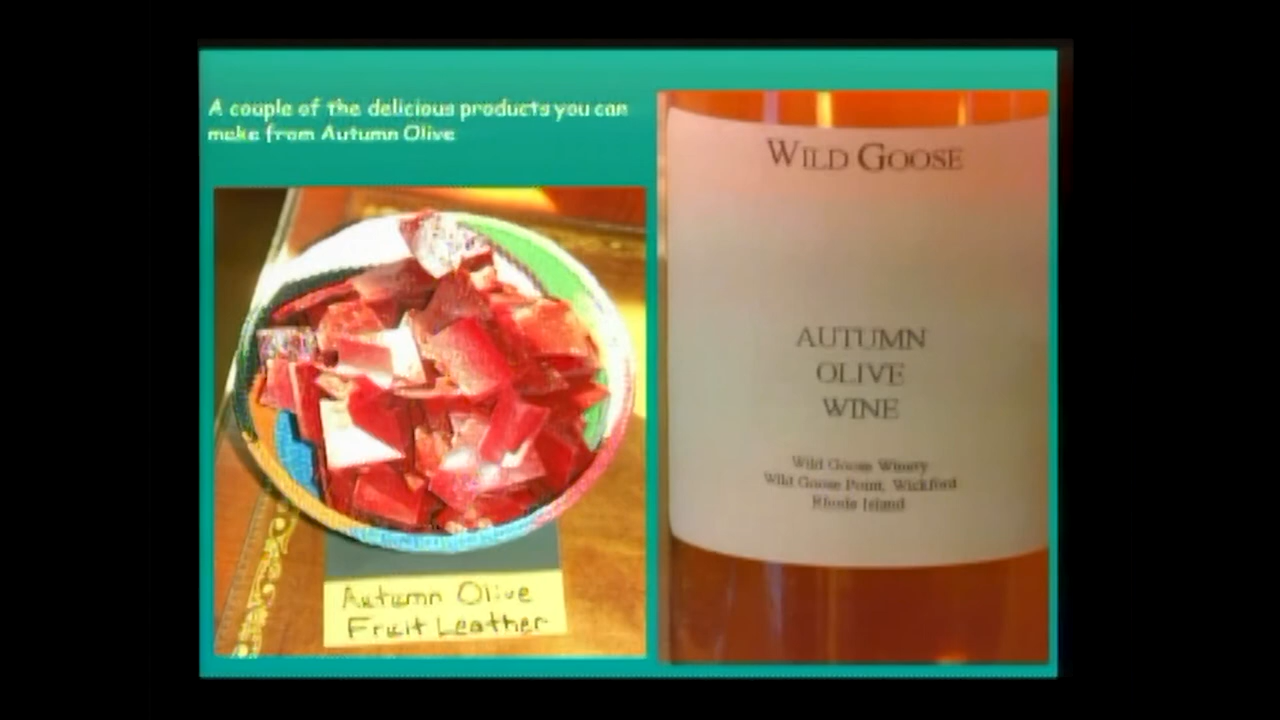 A couple of the delicious products you can
make from Autumn Olive
WILD GOOSE
AUTUMN
OLIVE
WINE
Wild Goose Winery
Wild Goose Point, Wickford
Rhode Island
Autumn Olive
Fruit Leather